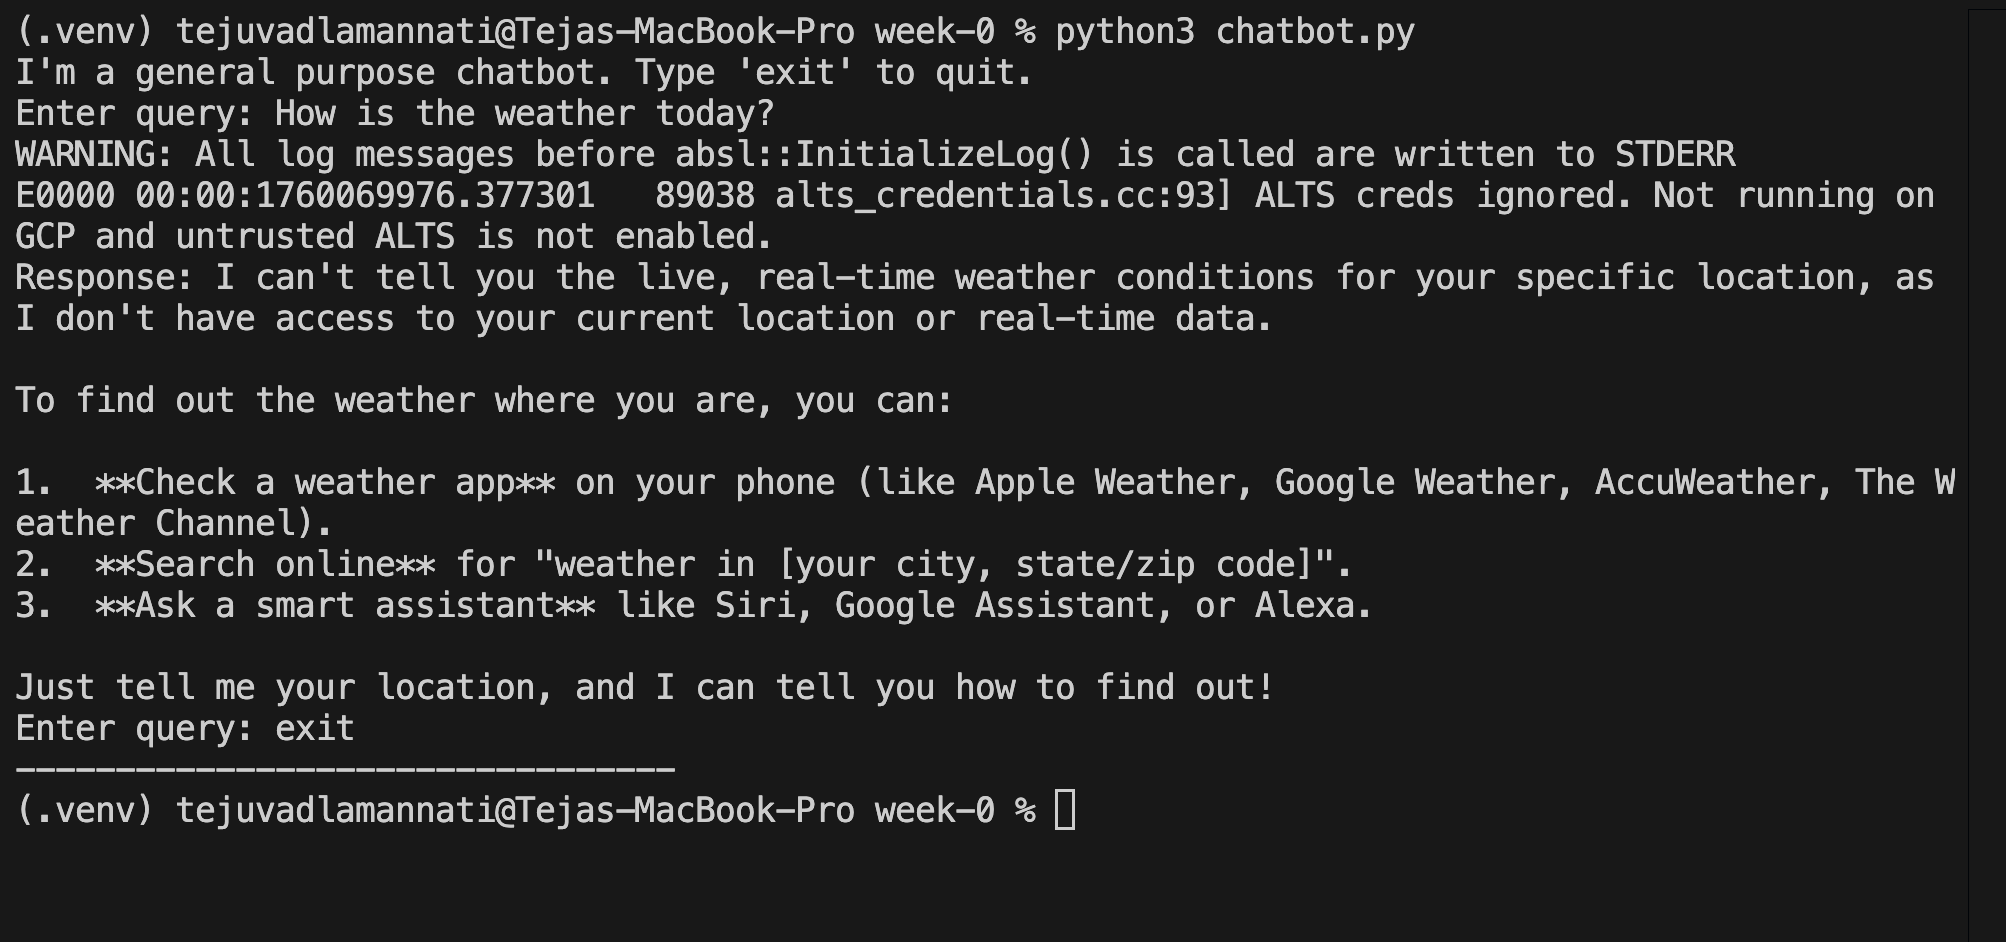 (.venv) tejuvadlamannati@Tejas-MacBook-Pro week-0 % python3 chatbot.py
I'm a general purpose chatbot. Type 'exit' to quit.
Enter query: How is the weather today?
WARNING: All log messages before absl::InitializeLog() is called are written to STDERR
E0000 00:00:1760069976.377301   89038 alts_credentials.cc:93] ALTS creds ignored. Not running on
GCP and untrusted ALTS is not enabled.
Response: I can't tell you the live, real-time weather conditions for your specific location, as
I don't have access to your current location or real-time data.

To find out the weather where you are, you can:

1.  **Check a weather app** on your phone (like Apple Weather, Google Weather, AccuWeather, The W
eather Channel).
2.  **Search online** for "weather in [your city, state/zip code]".
3.  **Ask a smart assistant** like Siri, Google Assistant, or Alexa.

Just tell me your location, and I can tell you how to find out!
Enter query: exit
---------------------------------
(.venv) tejuvadlamannati@Tejas-MacBook-Pro week-0 %